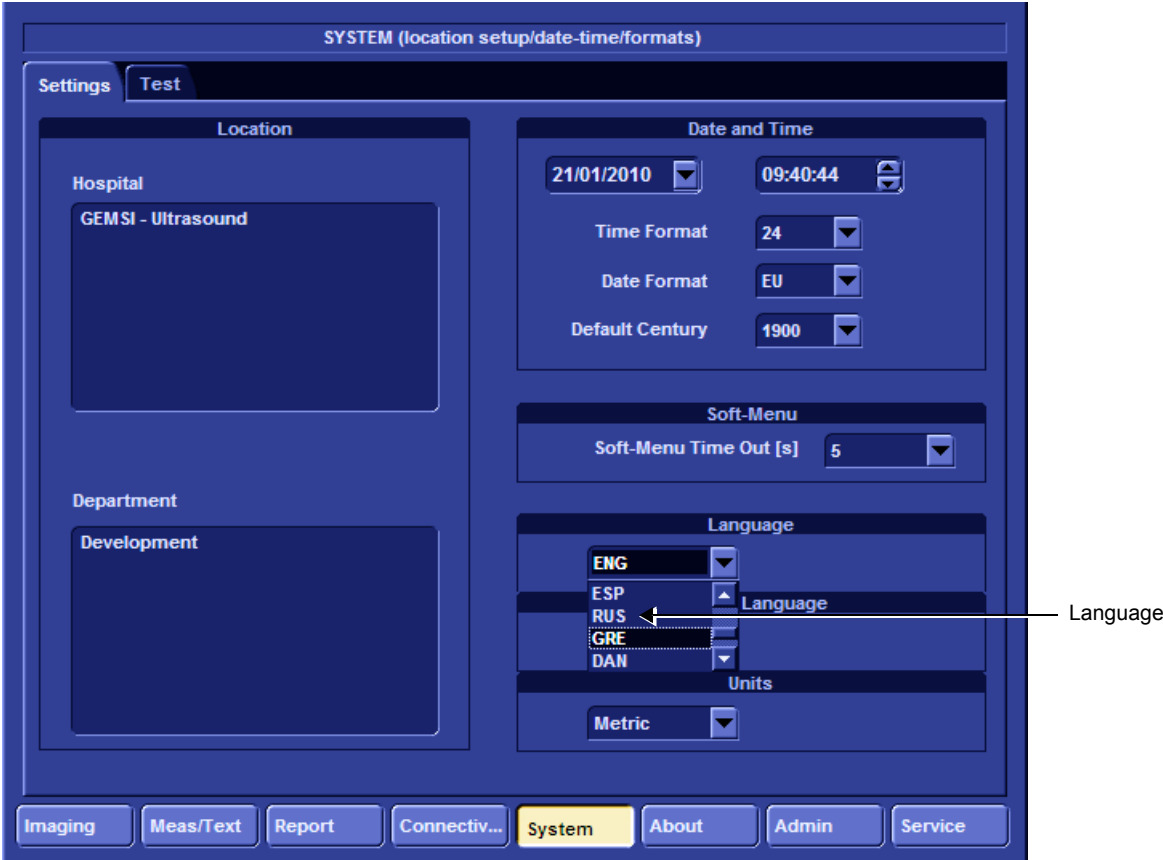 SYSTEM (location setup/date-time/formats)
Settings
Test
Location
Hospital
GEMSI - Ultrasound
Department
Development
Date and Time
21/01/2010
09:40:44
Time Format
24
Date Format
EU
Default Century
1900
Soft-Menu
Soft-Menu Time Out [s]
5
Language
ENG
ESP
RUS
GRE
DAN
Language
Language
Units
Metric
Imaging
Meas/Text
Report
Connectiv...
System
About
Admin
Service